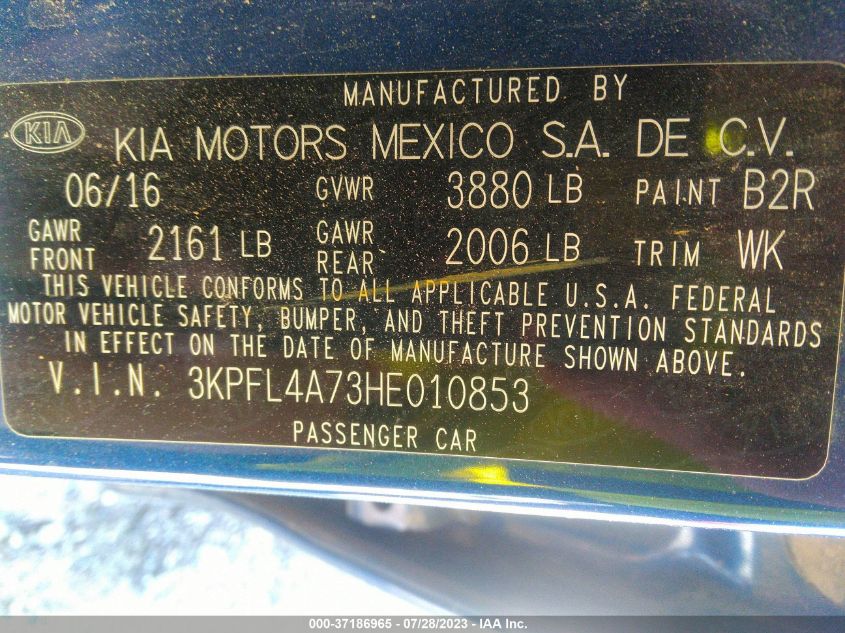 MANUFACTURED BY
KIA KIA MOTORS MEXICO S.A. DE C.V.
06/16 GVWR 3880 LB PAINT B2R
GAWR FRONT 2161 LB GAWR REAR 2006 LB TRIM WK
THIS VEHICLE CONFORMS TO ALL APPLICABLE U.S.A. FEDERAL
MOTOR VEHICLE SAFETY, BUMPER, AND THEFT PREVENTION STANDARDS
IN EFFECT ON THE DATE OF MANUFACTURE SHOWN ABOVE.
V.I.N. 3KPFL4A73HE010853
PASSENGER CAR
000-37186965 - 07/28/2023 - IAA Inc.